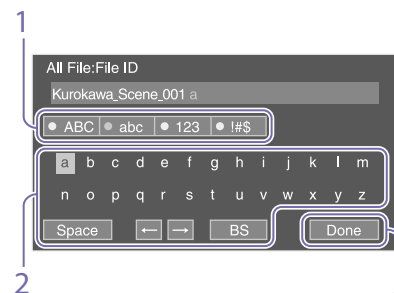 1
All File:File ID
Kurokawa_Scene_001 a
ABC abc 123 !#$
a b c d e f g h i j k l m
n o p q r s t u v w x y z
Space ← → BS Done
2